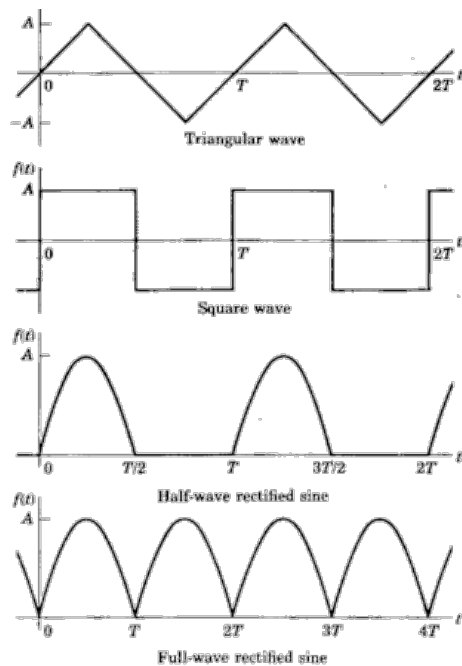 A
0 T 2T t
−A
Triangular wave
f(t)
A
0 T 2T t
Square wave
f(t)
A
0 T/2 T 3T/2 2T t
Half-wave rectified sine
f(t)
A
0 T 2T 3T 4T t
Full-wave rectified sine